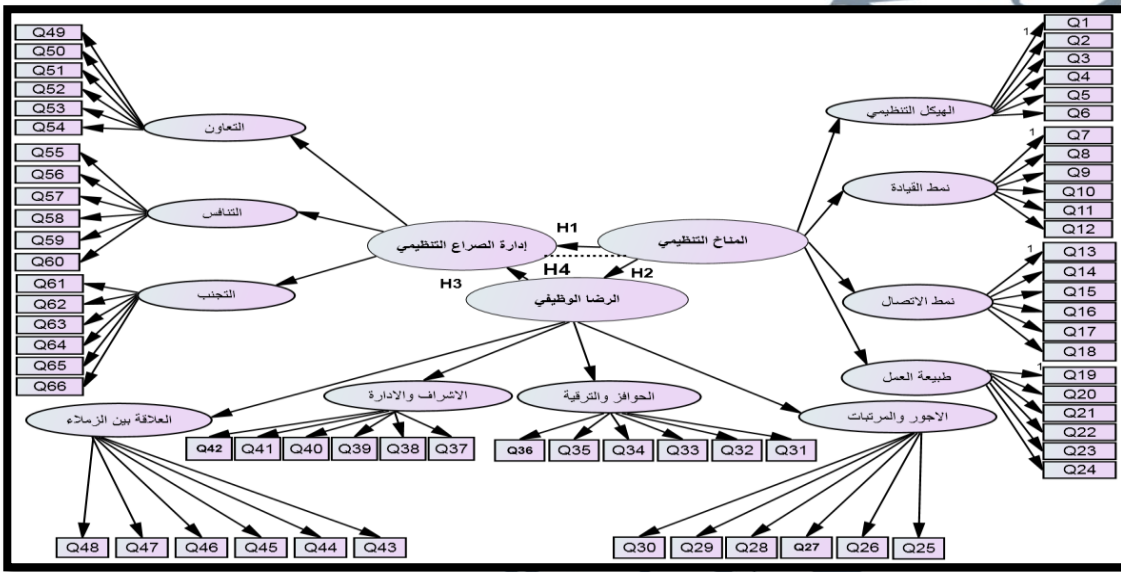 Q1
Q2
Q3
Q4
Q5
Q6
1
الهيكل التنظيمي
Q7
Q8
Q9
Q10
Q11
Q12
1
نمط القيادة
Q13
Q14
Q15
Q16
Q17
Q18
1
نمط الاتصال
Q19
Q20
Q21
Q22
Q23
Q24
1
طبيعة العمل
المناخ التنظيمي
H1
H2
H4
H3
إدارة الصراع التنظيمي
الرضا الوظيفي
Q49
Q50
Q51
Q52
Q53
Q54
التعاون
Q55
Q56
Q57
Q58
Q59
Q60
التنافس
Q61
Q62
Q63
Q64
Q65
Q66
التجنب
الاجور والمرتبات
الحوافز والترقية
الاشراف والادارة
العلاقة بين الزملاء
Q42 Q41 Q40 Q39 Q38 Q37
Q36 Q35 Q34 Q33 Q32 Q31
Q48 Q47 Q46 Q45 Q44 Q43
Q30 Q29 Q28 Q27 Q26 Q25